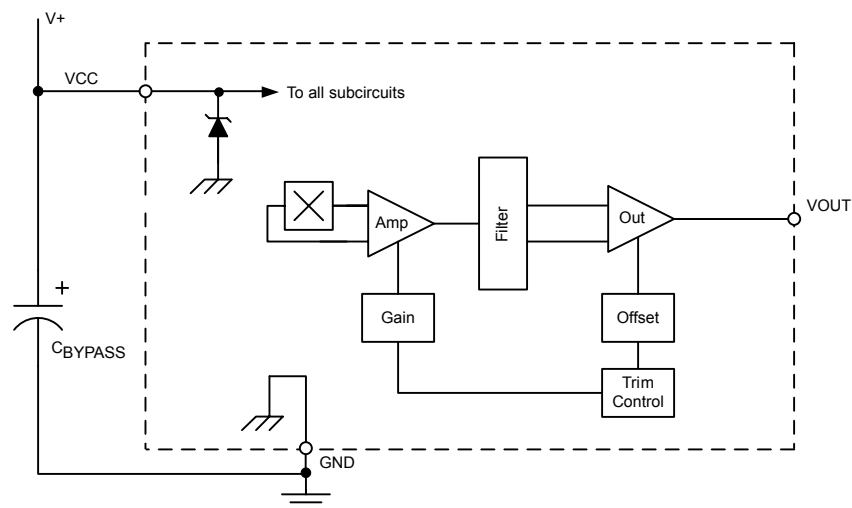 V+
VCC
To all subcircuits
VOUT
Amp
Filter
Out
+
Gain
Offset
CBYPASS
Trim
Control
GND